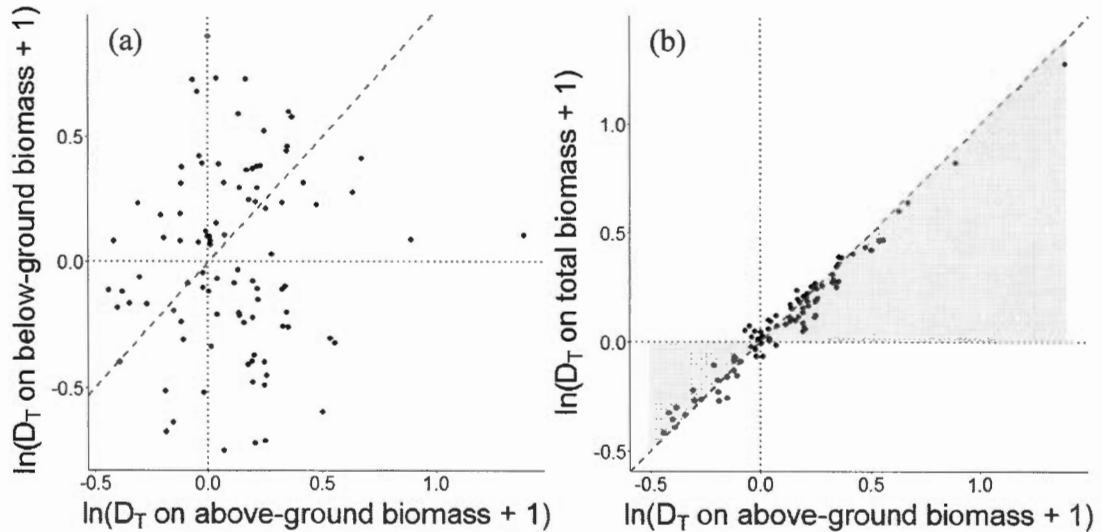 (a)
ln(D_T on below-ground biomass + 1)
0.5
0.0
-0.5
-0.5
0.0
0.5
1.0
ln(D_T on above-ground biomass + 1)
(b)
ln(D_T on total biomass + 1)
1.0
0.5
0.0
-0.5
-0.5
0.0
0.5
1.0
ln(D_T on above-ground biomass + 1)